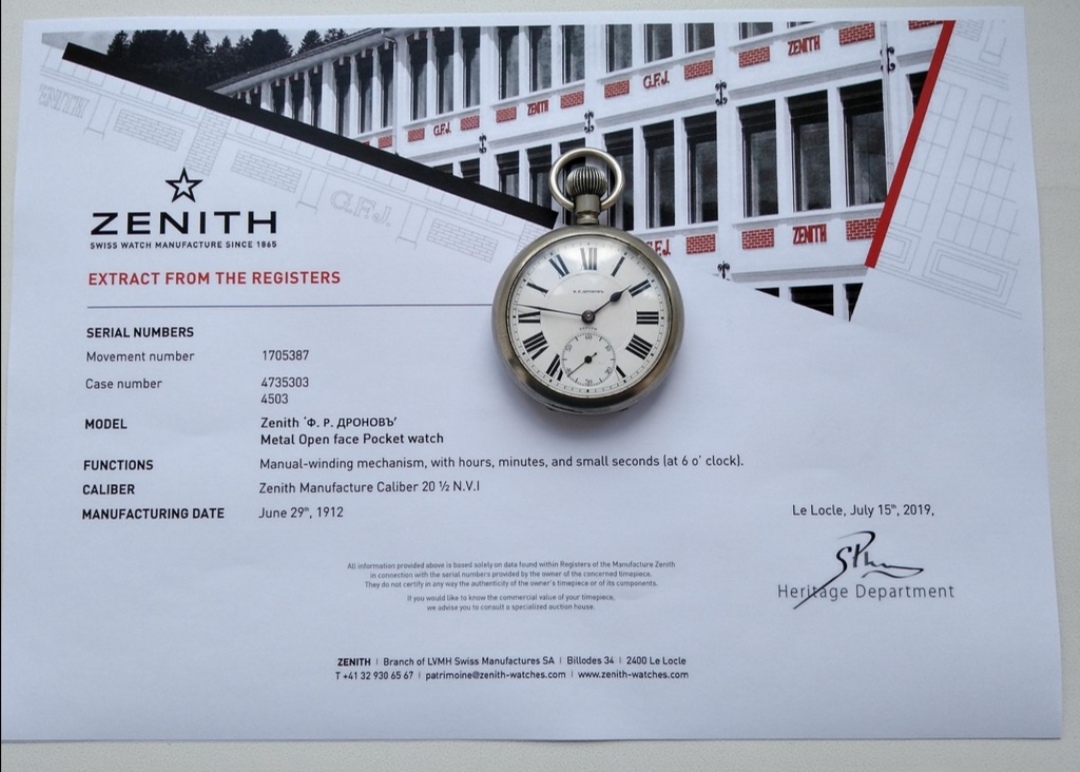 ZENITH
G.F.J.
ZENITH
G.F.J.
ZENITH
G.F.J.
ZENITH
ZENITH
SWISS WATCH MANUFACTURE SINCE 1865
EXTRACT FROM THE REGISTERS
SERIAL NUMBERS
Movement number 1705387
Case number 4735303
4503
MODEL Zenith ‘Ф. Р. ДРОНОВЪ’
Metal Open face Pocket watch
FUNCTIONS Manual-winding mechanism, with hours, minutes, and small seconds (at 6 o' clock).
CALIBER Zenith Manufacture Caliber 20 ½ N.V.I
MANUFACTURING DATE June 29th, 1912
Le Locle, July 15th, 2019,
Heritage Department
All information provided above is based solely on data found within Registers of the Manufacture Zenith
in connection with the serial numbers provided by the owner of the concerned timepiece.
They do not certify in any way the authenticity of the owner's timepiece or of its components.
If you would like to know the commercial value of your timepiece,
we advise you to consult a specialized auction house.
ZENITH | Branch of LVMH Swiss Manufactures SA | Billodes 34 | 2400 Le Locle
T +41 32 930 65 67 | patrimoine@zenith-watches.com | www.zenith-watches.com